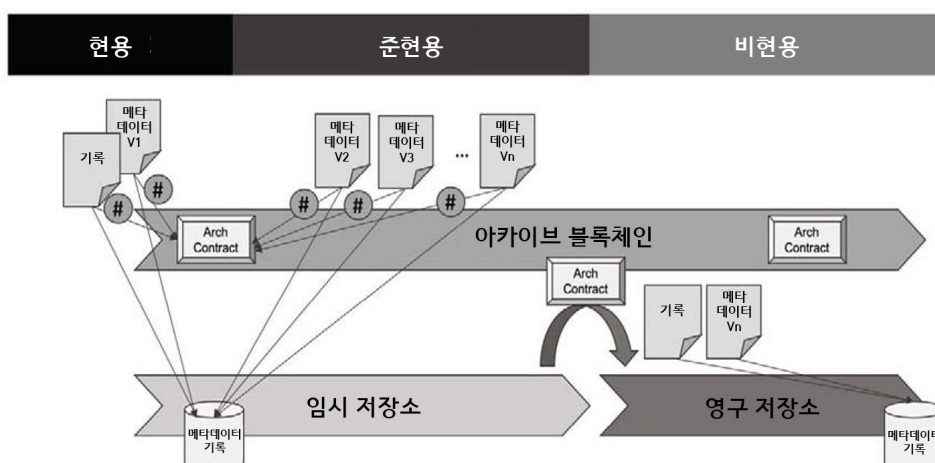 현용
준현용
비현용
메타
데이터
V1
기록
메타
데이터
V2
메타
데이터
V3
...
메타
데이터
Vn
#
#
#
#
#
Arch
Contract
아카이브 블록체인
Arch
Contract
Arch
Contract
기록
메타
데이터
Vn
임시 저장소
영구 저장소
메타데이터
기록
메타데이터
기록